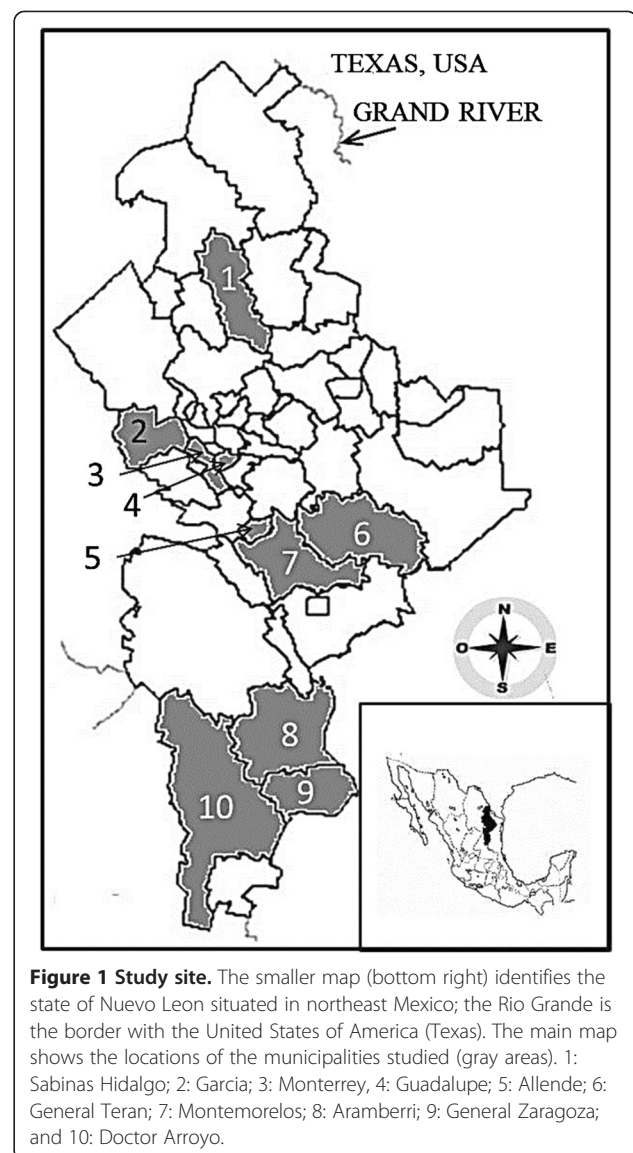 TEXAS, USA
GRAND RIVER
1
2
3
4
5
6
7
N
O
E
S
8
9
10
Figure 1 Study site. The smaller map (bottom right) identifies the
state of Nuevo Leon situated in northeast Mexico; the Rio Grande is
the border with the United States of America (Texas). The main map
shows the locations of the municipalities studied (gray areas). 1:
Sabinas Hidalgo; 2: Garcia; 3: Monterrey, 4: Guadalupe; 5: Allende; 6:
General Teran; 7: Montemorelos; 8: Aramberri; 9: General Zaragoza;
and 10: Doctor Arroyo.